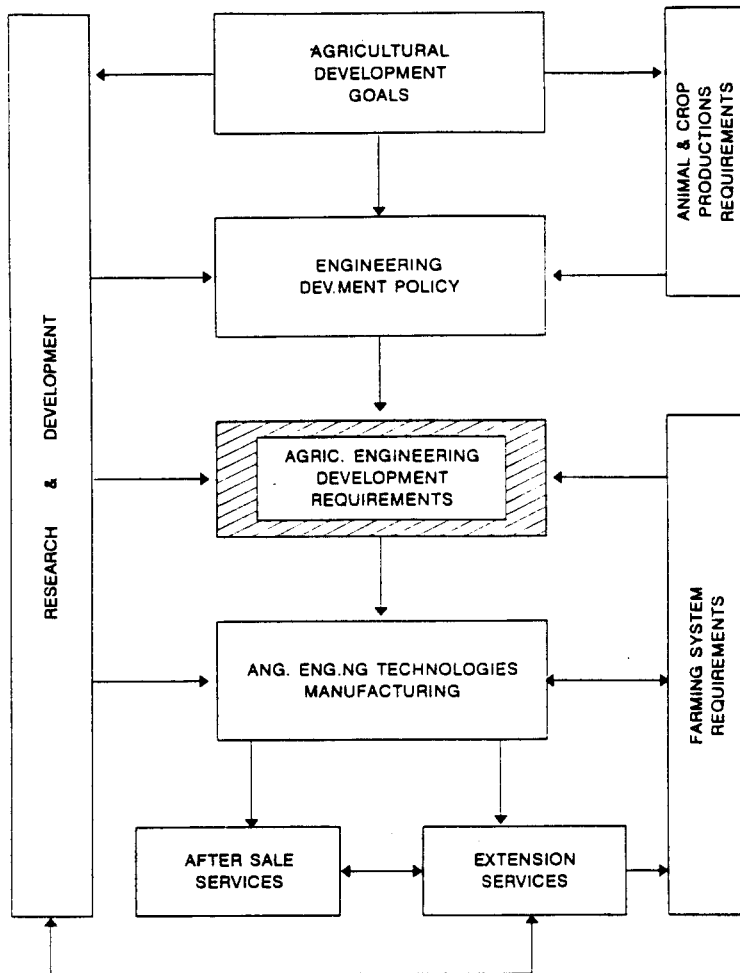 AGRICULTURAL
DEVELOPMENT
GOALS
ANIMAL & CROP
PRODUCTIONS
REQUIREMENTS
ENGINEERING
DEV.MENT POLICY
RESEARCH & DEVELOPMENT
AGRIC. ENGINEERING
DEVELOPMENT
REQUIREMENTS
FARMING SYSTEM
REQUIREMENTS
ANG. ENG.NG TECHNOLOGIES
MANUFACTURING
AFTER SALE
SERVICES
EXTENSION
SERVICES